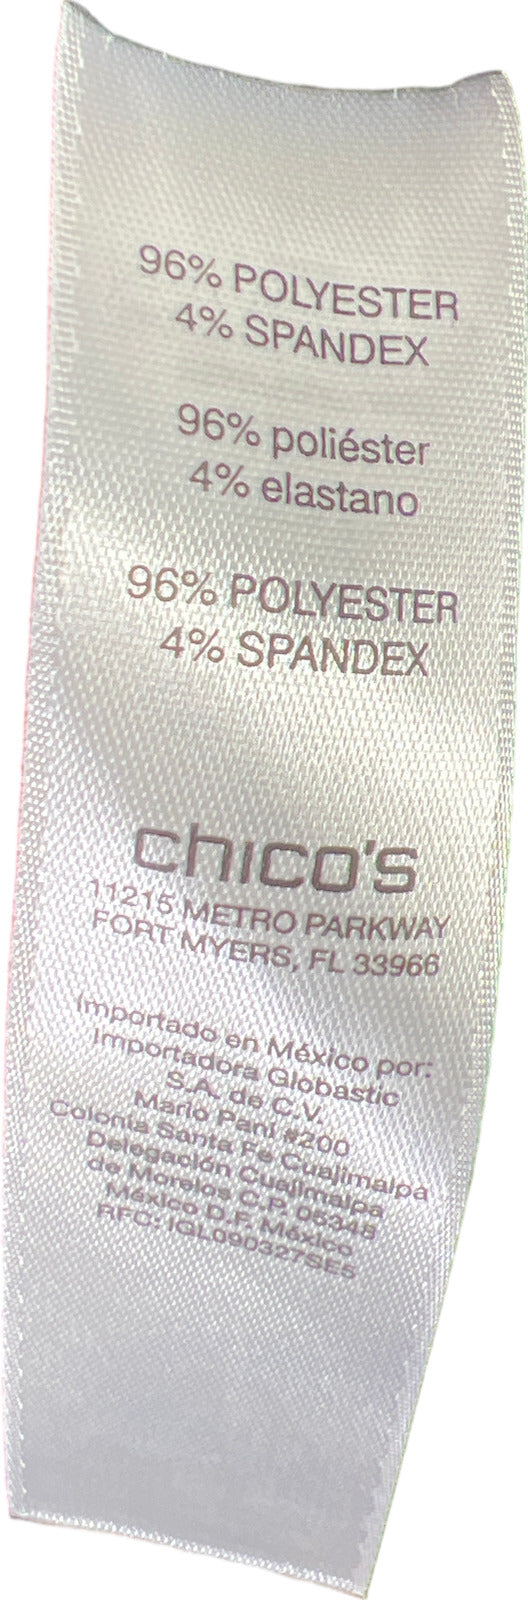 96% POLYESTER
4% SPANDEX
96% poliéster
4% elastano
96% POLYESTER
4% SPANDEX
chico's
11215 METRO PARKWAY
FORT MYERS, FL 33966
Importado en México por:
Importadora Globastic
S.A. de C.V.
Mario Pani #200
Colonia Santa Fe Cuajimalpa
Delegación Cuajimalpa
de Morelos C.P. 05348
México D.F. México
RFC: IGL090327SE5